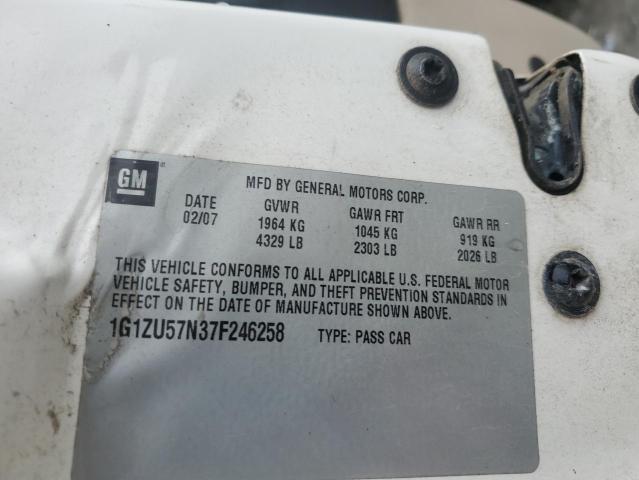 GM
MFD BY GENERAL MOTORS CORP.
DATE GVWR GAWR FRT GAWR RR
02/07 1964 KG 1045 KG 919 KG
4329 LB 2303 LB 2026 LB
THIS VEHICLE CONFORMS TO ALL APPLICABLE U.S. FEDERAL MOTOR
VEHICLE SAFETY, BUMPER, AND THEFT PREVENTION STANDARDS IN
EFFECT ON THE DATE OF MANUFACTURE SHOWN ABOVE.
1G1ZU57N37F246258 TYPE: PASS CAR